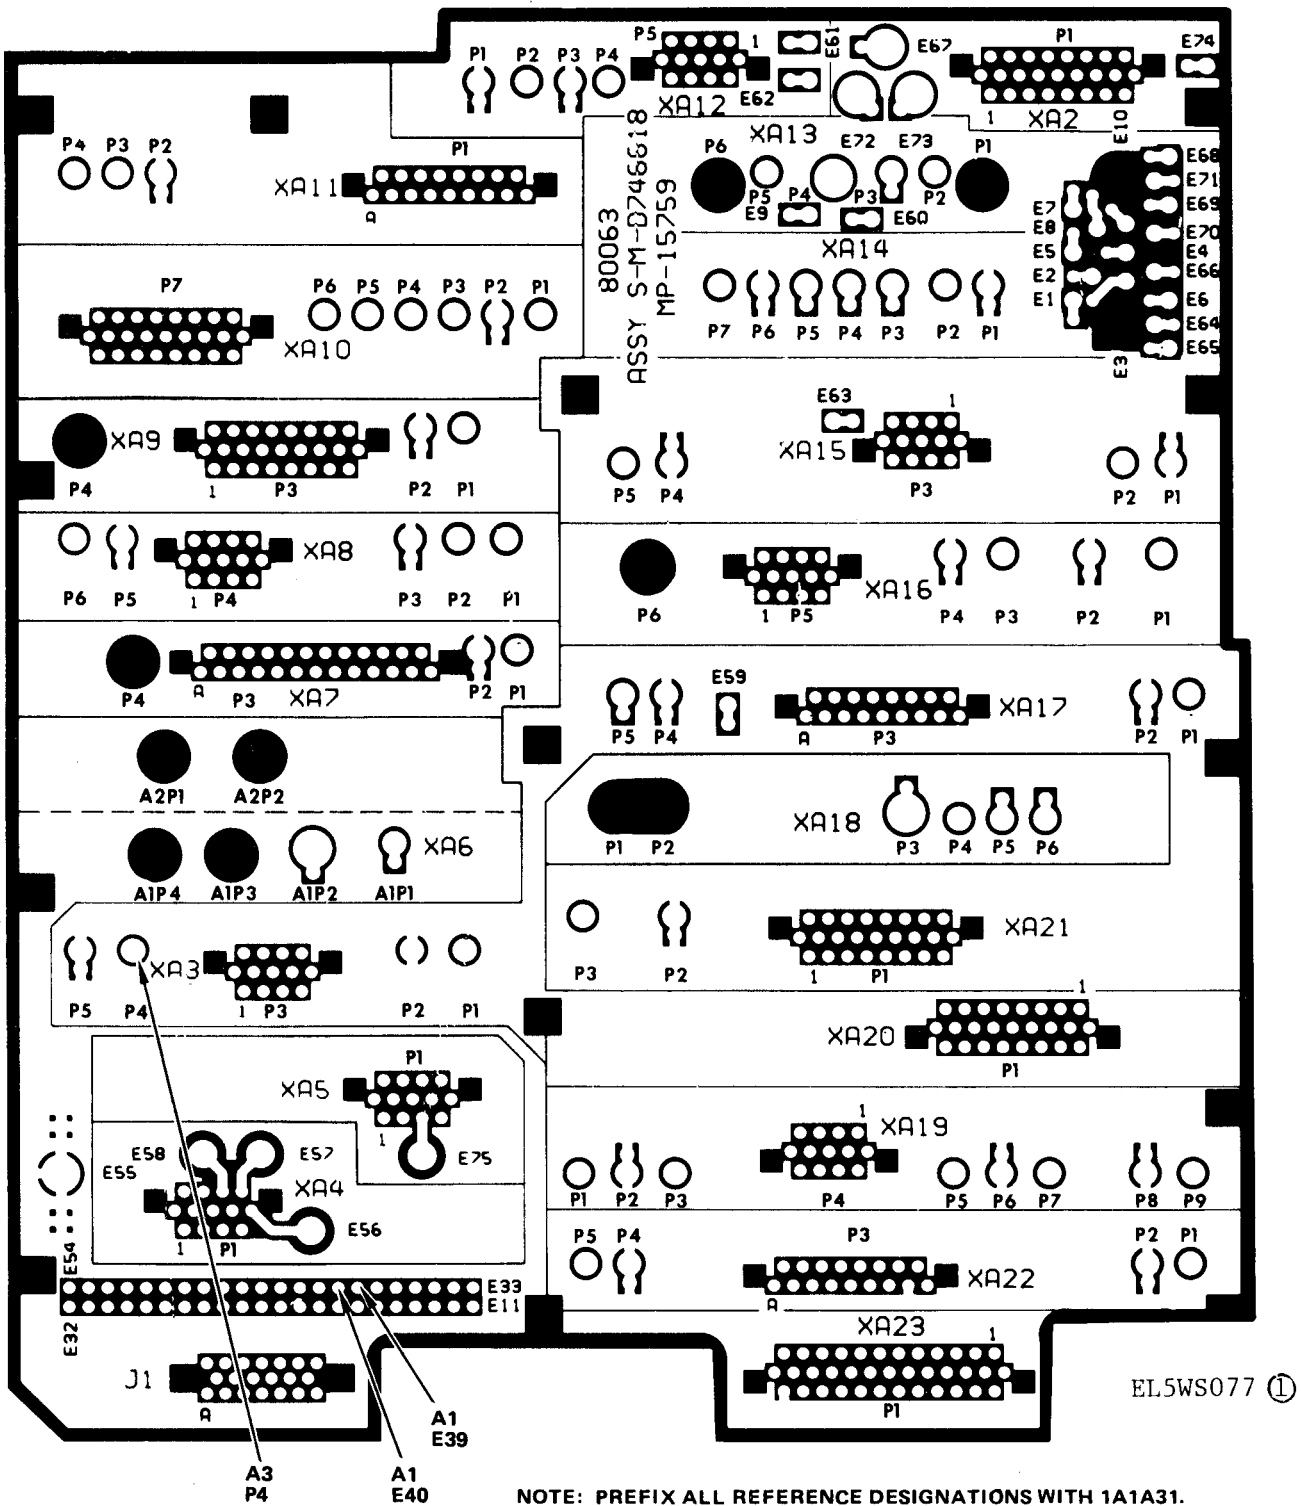 P1 P2 P3 P4
P5 1
XA12
E62
E61
E67
P1
1 XA2
E74
E10
P4 P3 P2
XA11
P1
A
80063
ASSY S-M-D746618
MP-15759
XA13
E72 E73
P6
P5
E9
P4
P3
E60
P2
P1
E7
E8
E5
E2
E1
E68
E71
E69
E70
E4
E66
E6
E64
E65
E3
XA14
P7 P6 P5 P4 P3 P2 P1
P7
XA10
P6 P5 P4 P3 P2 P1
XA9
P4 1 P3 P2 P1
E63
1
XA15
P5 P4 P3 P2 P1
XA8
P6 P5 1 P4 P3 P2 P1
XA16
P6 1 P5 P4 P3 P2 P1
P4 A P3 XA7 P2 P1
E59
XA17
P5 P4 A P3 P2 P1
A2P1 A2P2
XA6
A1P4 A1P3 A1P2 A1P1
XA18
P1 P2 P3 P4 P5 P6
XA3
P5 P4 1 P3 P2 P1
XA21
P3 P2 1 P1
1
XA20
P1
P1
XA5
1
E75
E58 E57
E55
XA4
E56
1 P1
1
XA19
P1 P2 P3 P4 P5 P6 P7 P8 P9
P5 P4 P3 P2 P1
XA22
A
E54
E33
E11
E32
J1
A
XA23
1
P1
EL5WS077 ①
A1
E39
A3
P4
A1
E40
NOTE: PREFIX ALL REFERENCE DESIGNATIONS WITH 1A1A31.